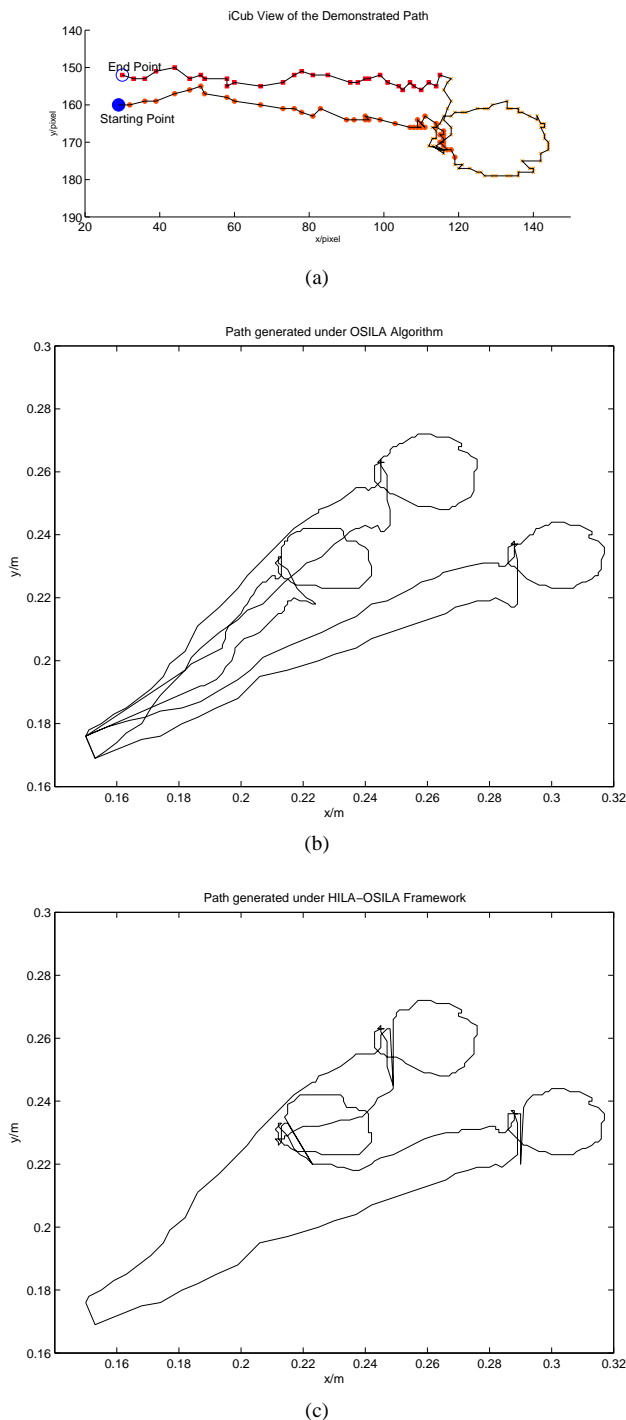 iCub View of the Demonstrated Path
140
150
160
170
180
190
y/pixel
End Point
Starting Point
20 40 60 80 100 120 140
x/pixel
(a)
Path generated under OSILA Algorithm
0.3
0.28
0.26
0.24
0.22
0.2
0.18
0.16
y/m
0.16 0.18 0.2 0.22 0.24 0.26 0.28 0.3 0.32
x/m
(b)
Path generated under HILA−OSILA Framework
0.3
0.28
0.26
0.24
0.22
0.2
0.18
0.16
y/m
0.16 0.18 0.2 0.22 0.24 0.26 0.28 0.3 0.32
x/m
(c)